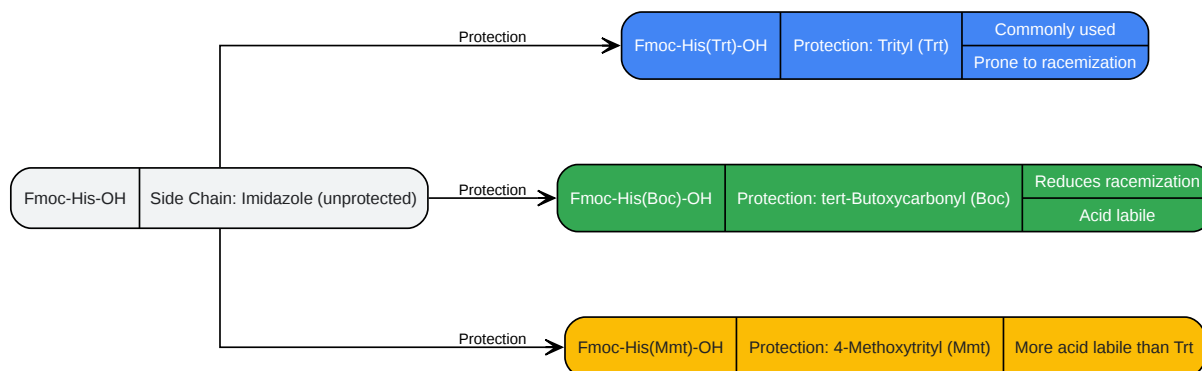 Protection
Fmoc-His(Trt)-OH
Protection: Trityl (Trt)
Commonly used
Prone to racemization
Fmoc-His-OH
Side Chain: Imidazole (unprotected)
Protection
Fmoc-His(Boc)-OH
Protection: tert-Butoxycarbonyl (Boc)
Reduces racemization
Acid labile
Protection
Fmoc-His(Mmt)-OH
Protection: 4-Methoxytrityl (Mmt)
More acid labile than Trt